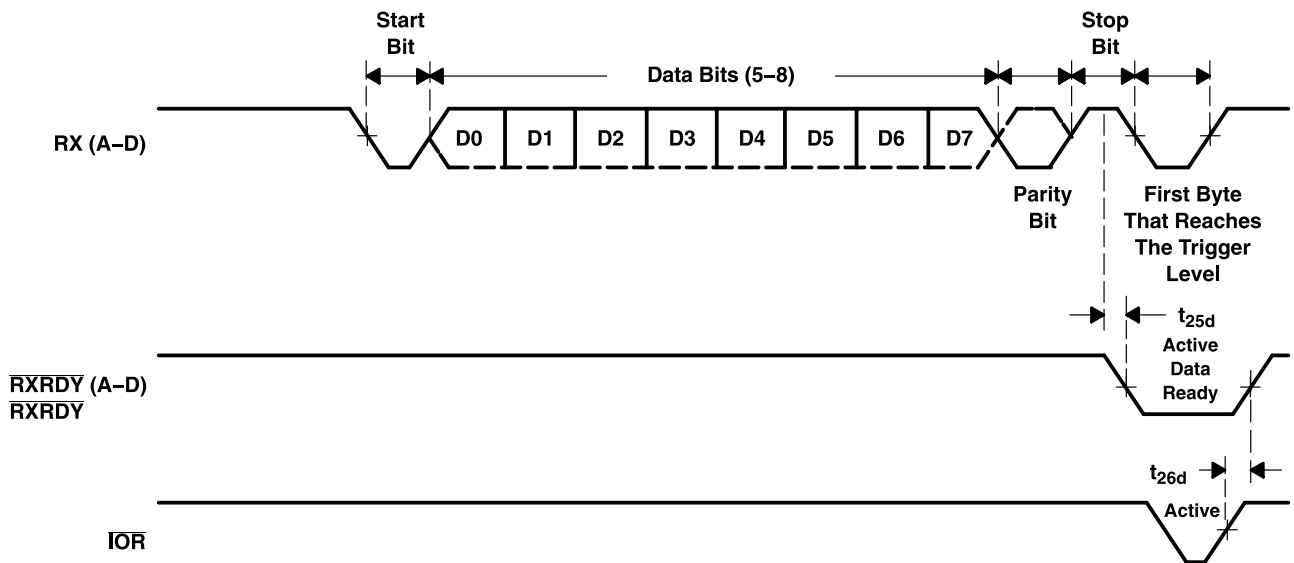 Start
Bit
Data Bits (5–8)
Stop
Bit
RX (A–D)
D0 D1 D2 D3 D4 D5 D6 D7
Parity
Bit
First Byte
That Reaches
The Trigger
Level
t25d
Active
Data
Ready
RXRDY (A–D)
RXRDY
t26d
Active
IOR